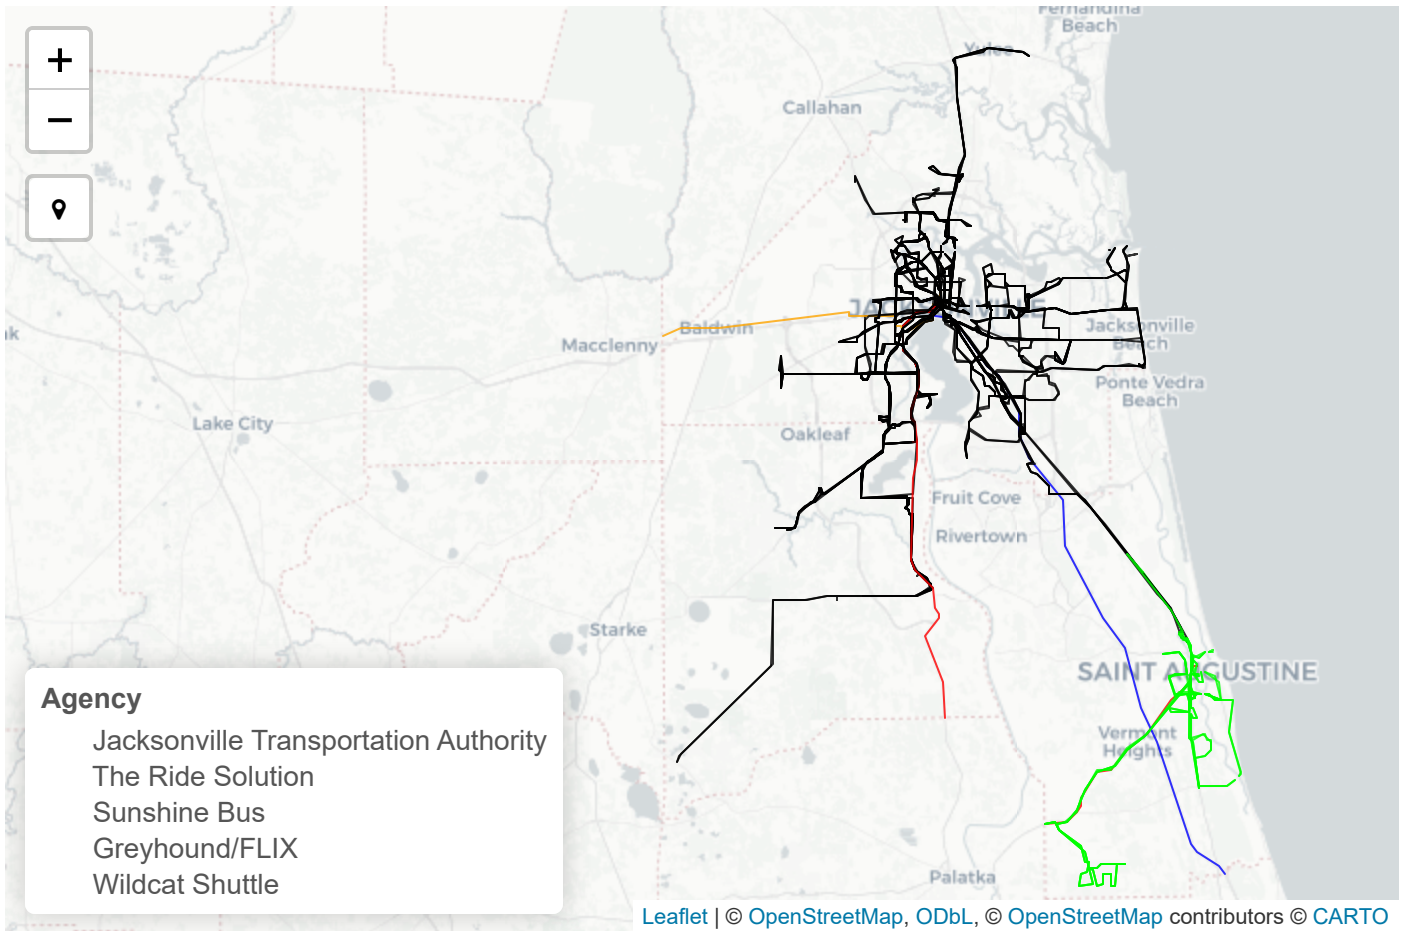 Fernandina
Beach
Yulee
Callahan
JACKSONVILLE
Baldwin
Macclenny
Jacksonville
Beach
Ponte Vedra
Beach
Lake City
Oakleaf
Fruit Cove
Rivertown
Starke
SAINT AUGUSTINE
Vermont
Heights
Palatka
+
−
Agency
Jacksonville Transportation Authority
The Ride Solution
Sunshine Bus
Greyhound/FLIX
Wildcat Shuttle
Leaflet | © OpenStreetMap, ODbL, © OpenStreetMap contributors © CARTO